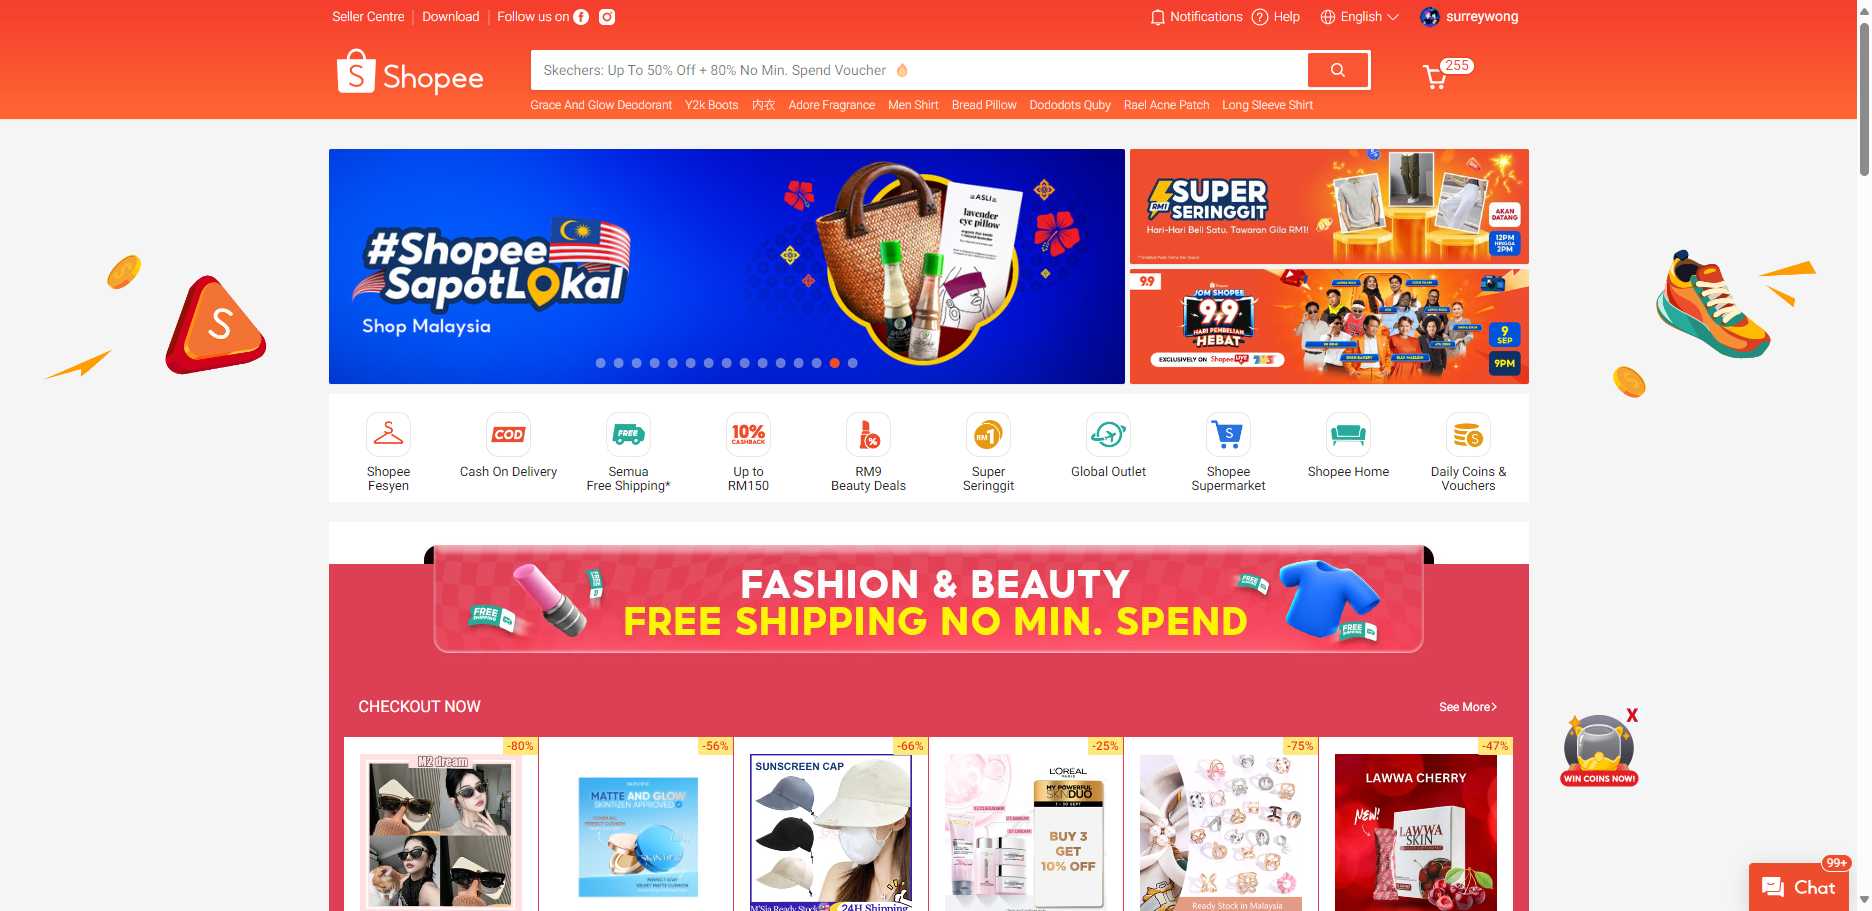 Seller Centre
Download
Follow us on
Notifications
Help
English
surreywong
Shopee
Skechers: Up To 50% Off + 80% No Min. Spend Voucher
255
Grace And Glow Deodorant
Y2k Boots
内衣
Adore Fragrance
Men Shirt
Bread Pillow
Dododots Quby
Rael Acne Patch
Long Sleeve Shirt
#Shopee
SapotLokal
Shop Malaysia
ASLI
lavender
eye pillow
RM1
SUPER
SERINGGIT
Hari-Hari Beli Satu, Tawaran Gila RM1!
AKAN
DATANG
12PM
HINGGA
2PM
9.9
JOM SHOPEE
9.9
HARI PEMBELIAN
HEBAT
EXCLUSIVELY ON Shopee LIVE
9
SEP
9PM
Shopee
Fesyen
COD
Cash On Delivery
FREE
Semua
Free Shipping*
10%
CASHBACK
Up to
RM150
RM9
Beauty Deals
RM1
Super
Seringgit
Global Outlet
Shopee
Supermarket
Shopee Home
Daily Coins &
Vouchers
FASHION & BEAUTY
FREE SHIPPING NO MIN. SPEND
CHECKOUT NOW
See More
-80%
M2 dream
-56%
MATTE AND GLOW
-66%
SUNSCREEN CAP
M'Sia Ready Stock
24H Shipping
-25%
L'OREAL
PARIS
MY POWERFUL
SKINDUO
BUY 3
GET
10% OFF
-75%
Ready Stock in Malaysia
-47%
LAWWA CHERRY
NEW!
LAWWA
SKIN
X
WIN COINS NOW!
99+
Chat